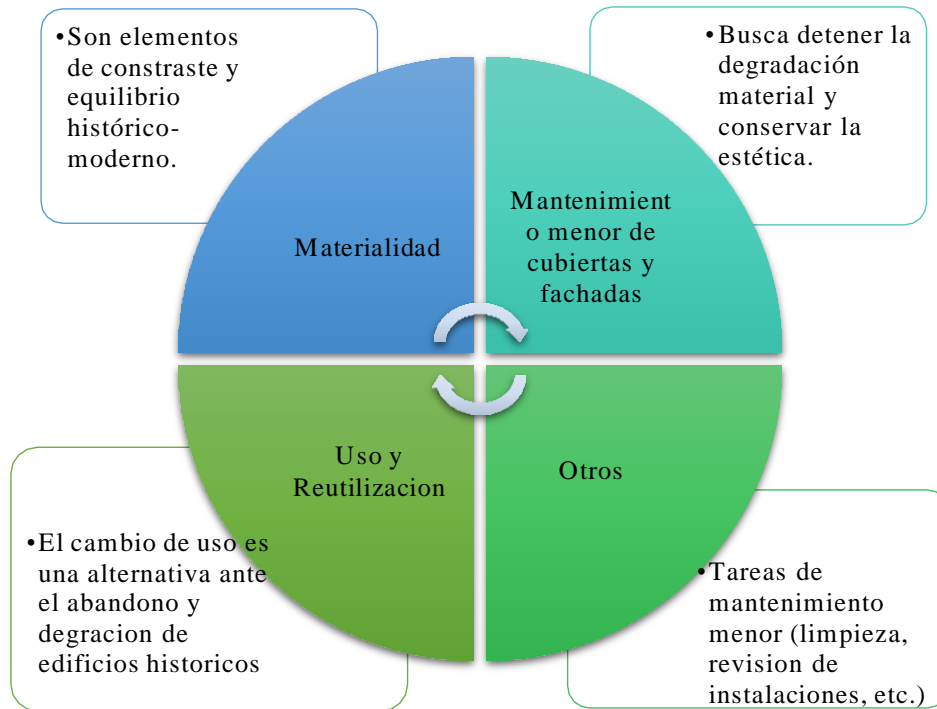 •Son elementos
de constraste y
equilibrio
histórico-
moderno.
•Busca detener la
degradación
material y
conservar la
estética.
Materialidad
Mantenimient
o menor de
cubiertas y
fachadas
Uso y
Reutilizacion
Otros
•El cambio de uso es
una alternativa ante
el abandono y
degracion de
edificios historicos
•Tareas de
mantenimiento
menor (limpieza,
revision de
instalaciones, etc.)